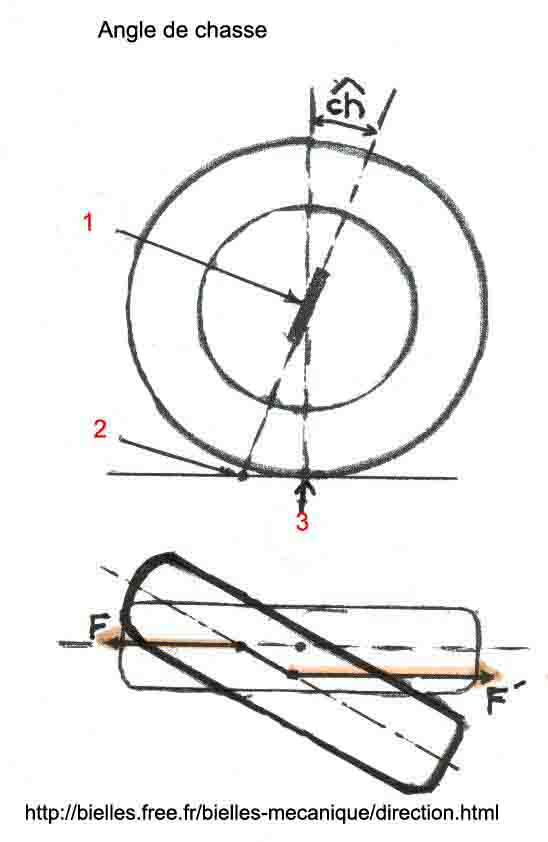 Angle de chasse
ch
1
2
3
F
F'
http://bielles.free.fr/bielles-mecanique/direction.html